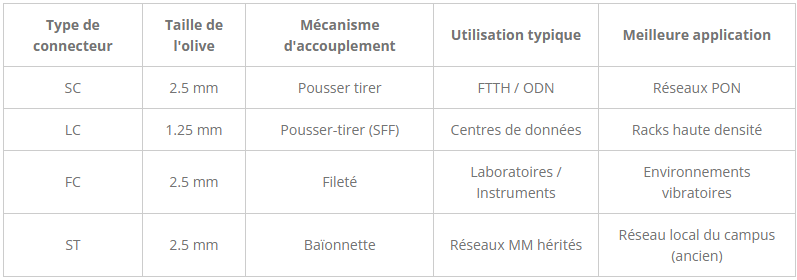 Type de connecteur | Taille de l'olive | Mécanisme d'accouplement | Utilisation typique | Meilleure application
SC | 2.5 mm | Pousser tirer | FTTH / ODN | Réseaux PON
LC | 1.25 mm | Pousser-tirer (SFF) | Centres de données | Racks haute densité
FC | 2.5 mm | Fileté | Laboratoires / Instruments | Environnements vibratoires
ST | 2.5 mm | Baïonnette | Réseaux MM hérités | Réseau local du campus (ancien)